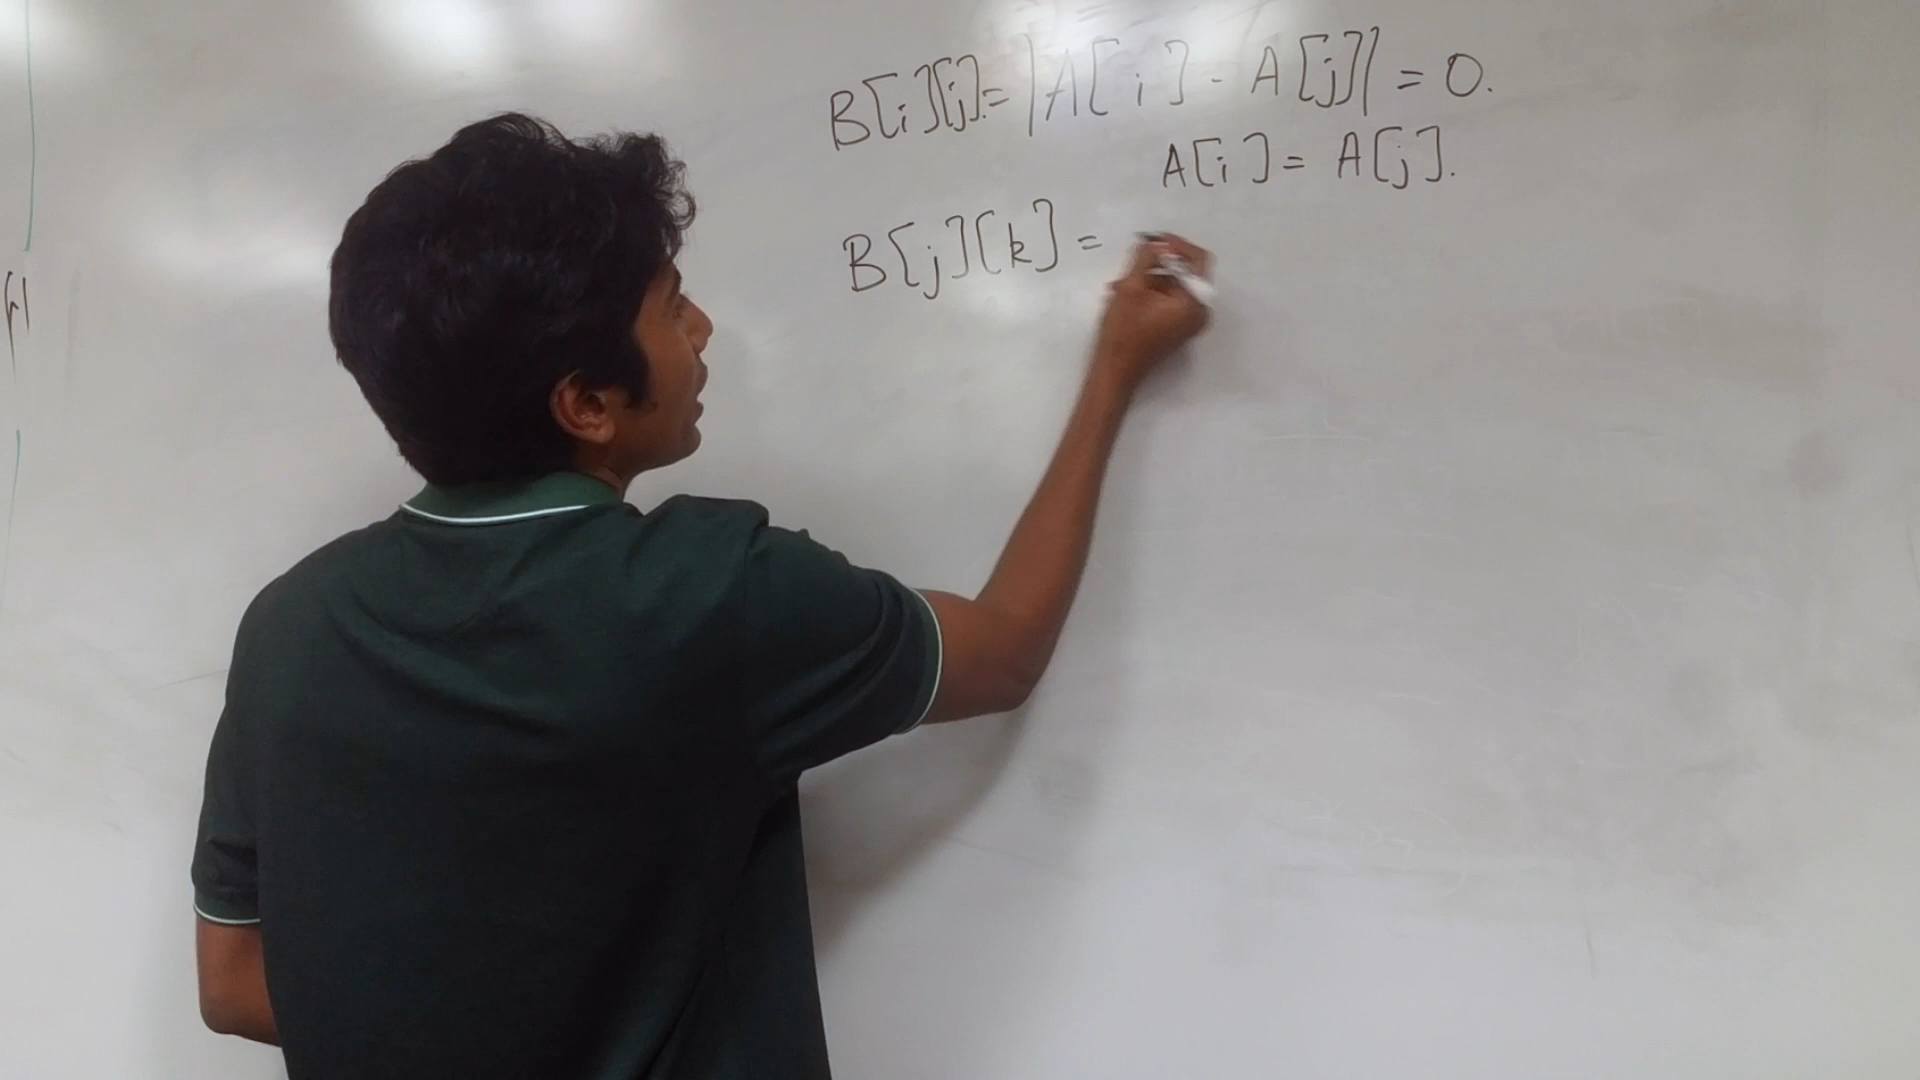 B[i][j] = |A[i] - A[j]| = 0.
A[i] = A[j].
B[j][k] =